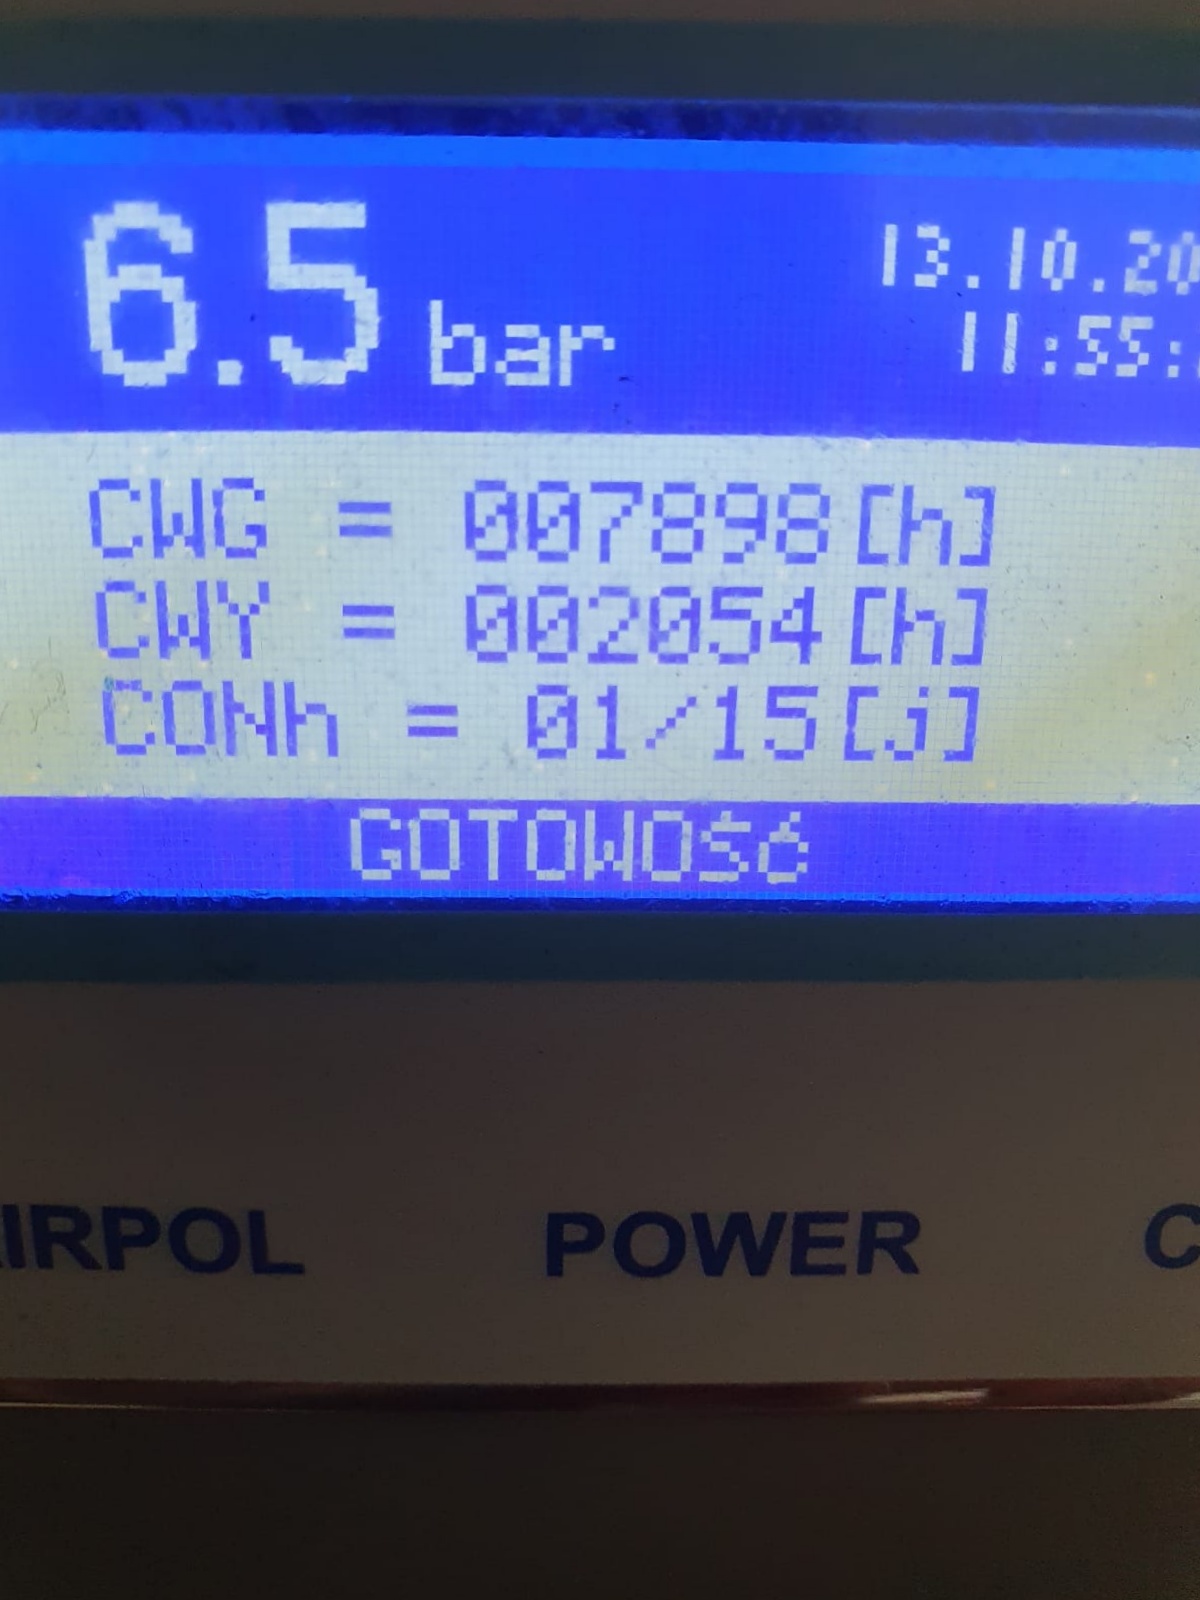 6.5 bar
13.10.20
11:55:
CWG = 007898[h]
CWY = 002054[h]
CONh = 01/15[j]
GOTOWOŚĆ
IRPOL POWER C